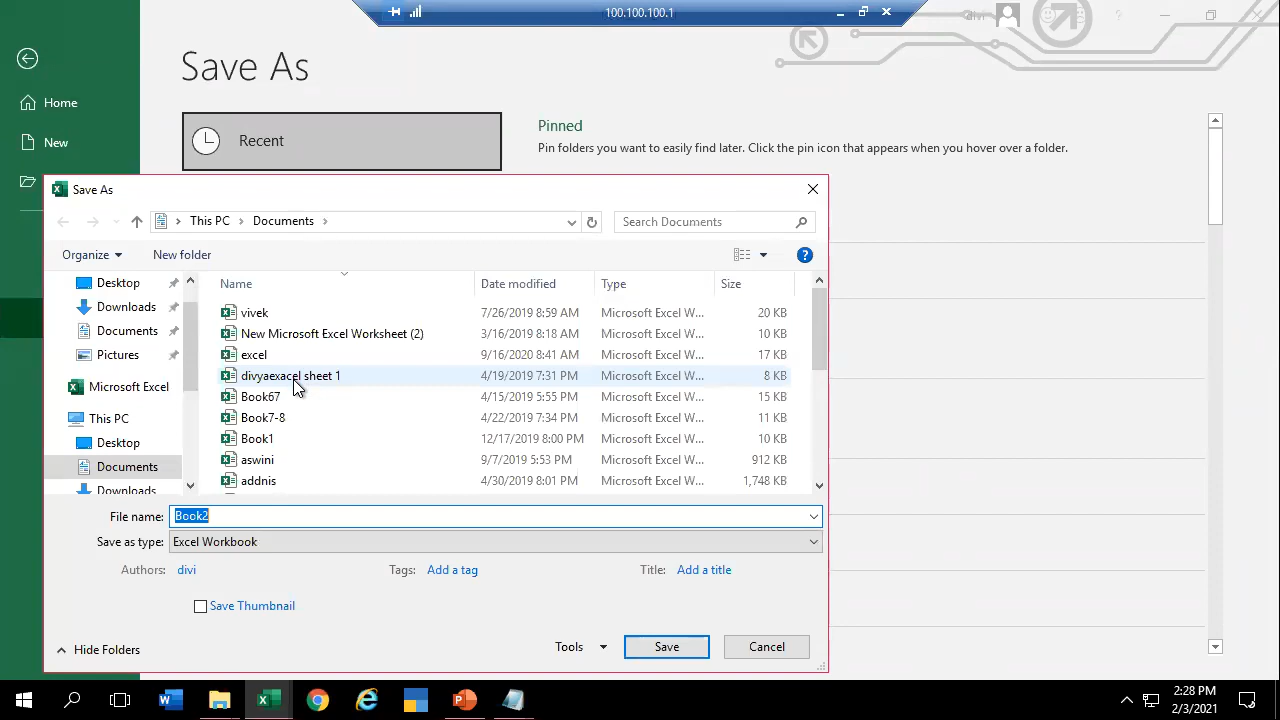 100.100.100.1
divi
Save As
Home
New
Recent
Pinned
Pin folders you want to easily find later. Click the pin icon that appears when you hover over a folder.
Save As
This PC
Documents
Search Documents
Organize
New folder
Name
Date modified
Type
Size
Desktop
Downloads
Documents
Pictures
Microsoft Excel
This PC
Desktop
Documents
Downloads
vivek 7/26/2019 8:59 AM Microsoft Excel W... 20 KB
New Microsoft Excel Worksheet (2) 3/16/2019 8:18 AM Microsoft Excel W... 10 KB
excel 9/16/2020 8:41 AM Microsoft Excel W... 17 KB
divyaexacel sheet 1 4/19/2019 7:31 PM Microsoft Excel W... 8 KB
Book67 4/15/2019 5:55 PM Microsoft Excel W... 15 KB
Book7-8 4/22/2019 7:34 PM Microsoft Excel W... 11 KB
Book1 12/17/2019 8:00 PM Microsoft Excel W... 10 KB
aswini 9/7/2019 5:53 PM Microsoft Excel W... 912 KB
addnis 4/30/2019 8:01 PM Microsoft Excel W... 1,748 KB
File name: Book2
Save as type: Excel Workbook
Authors: divi
Tags: Add a tag
Title: Add a title
Save Thumbnail
Hide Folders
Tools
Save
Cancel
2:28 PM
2/3/2021